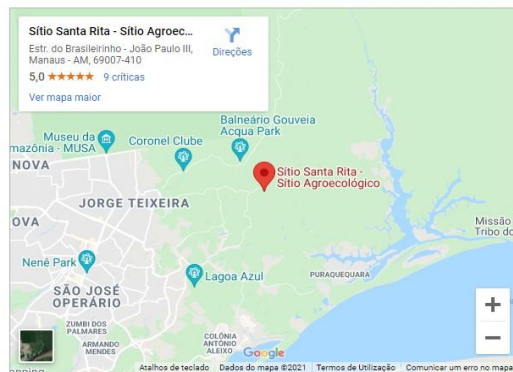 Sítio Santa Rita - Sítio Agroec...
Estr. do Brasileirinho - João Paulo III,
Manaus - AM, 69007-410
5,0 ★★★★★ 9 críticas
Ver mapa maior
Direções
Balneário Gouveia
Acqua Park
Museu da
mazônia - MUSA
Coronel Clube
NOVA
Sítio Santa Rita -
Sítio Agroecológico
JORGE TEIXEIRA
OVA
Missão
Tribo do
Nenê Park
Lagoa Azul
PURAQUEQUARA
SÃO JOSÉ
OPERÁRIO
ZUMBI DOS
PALMARES
ARMANDO
MENDES
COLÔNIA
ANTÔNIO
ALEIXO
+
−
opping
Google
Atalhos de teclado Dados do mapa ©2021 Termos de Utilização Comunicar um erro no mapa